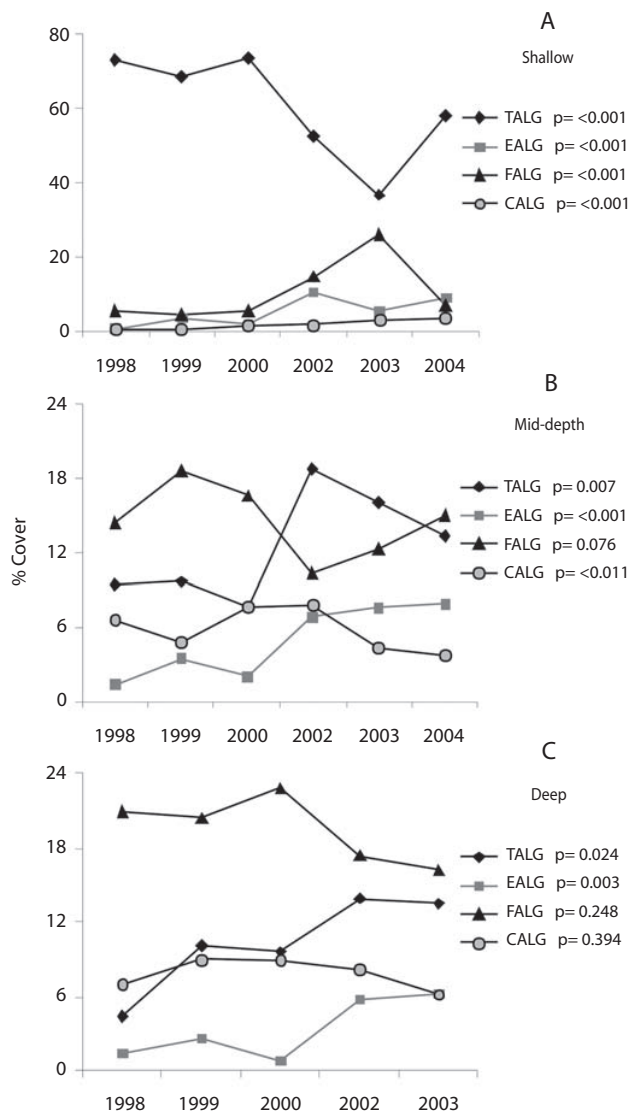 A
Shallow
80
60
40
20
0
TALG p= <0.001
EALG p= <0.001
FALG p= <0.001
CALG p= <0.001
1998 1999 2000 2002 2003 2004
B
Mid-depth
% Cover
24
18
12
6
0
TALG p= 0.007
EALG p= <0.001
FALG p= 0.076
CALG p= <0.011
1998 1999 2000 2002 2003 2004
C
Deep
24
18
12
6
0
TALG p= 0.024
EALG p= 0.003
FALG p= 0.248
CALG p= 0.394
1998 1999 2000 2002 2003